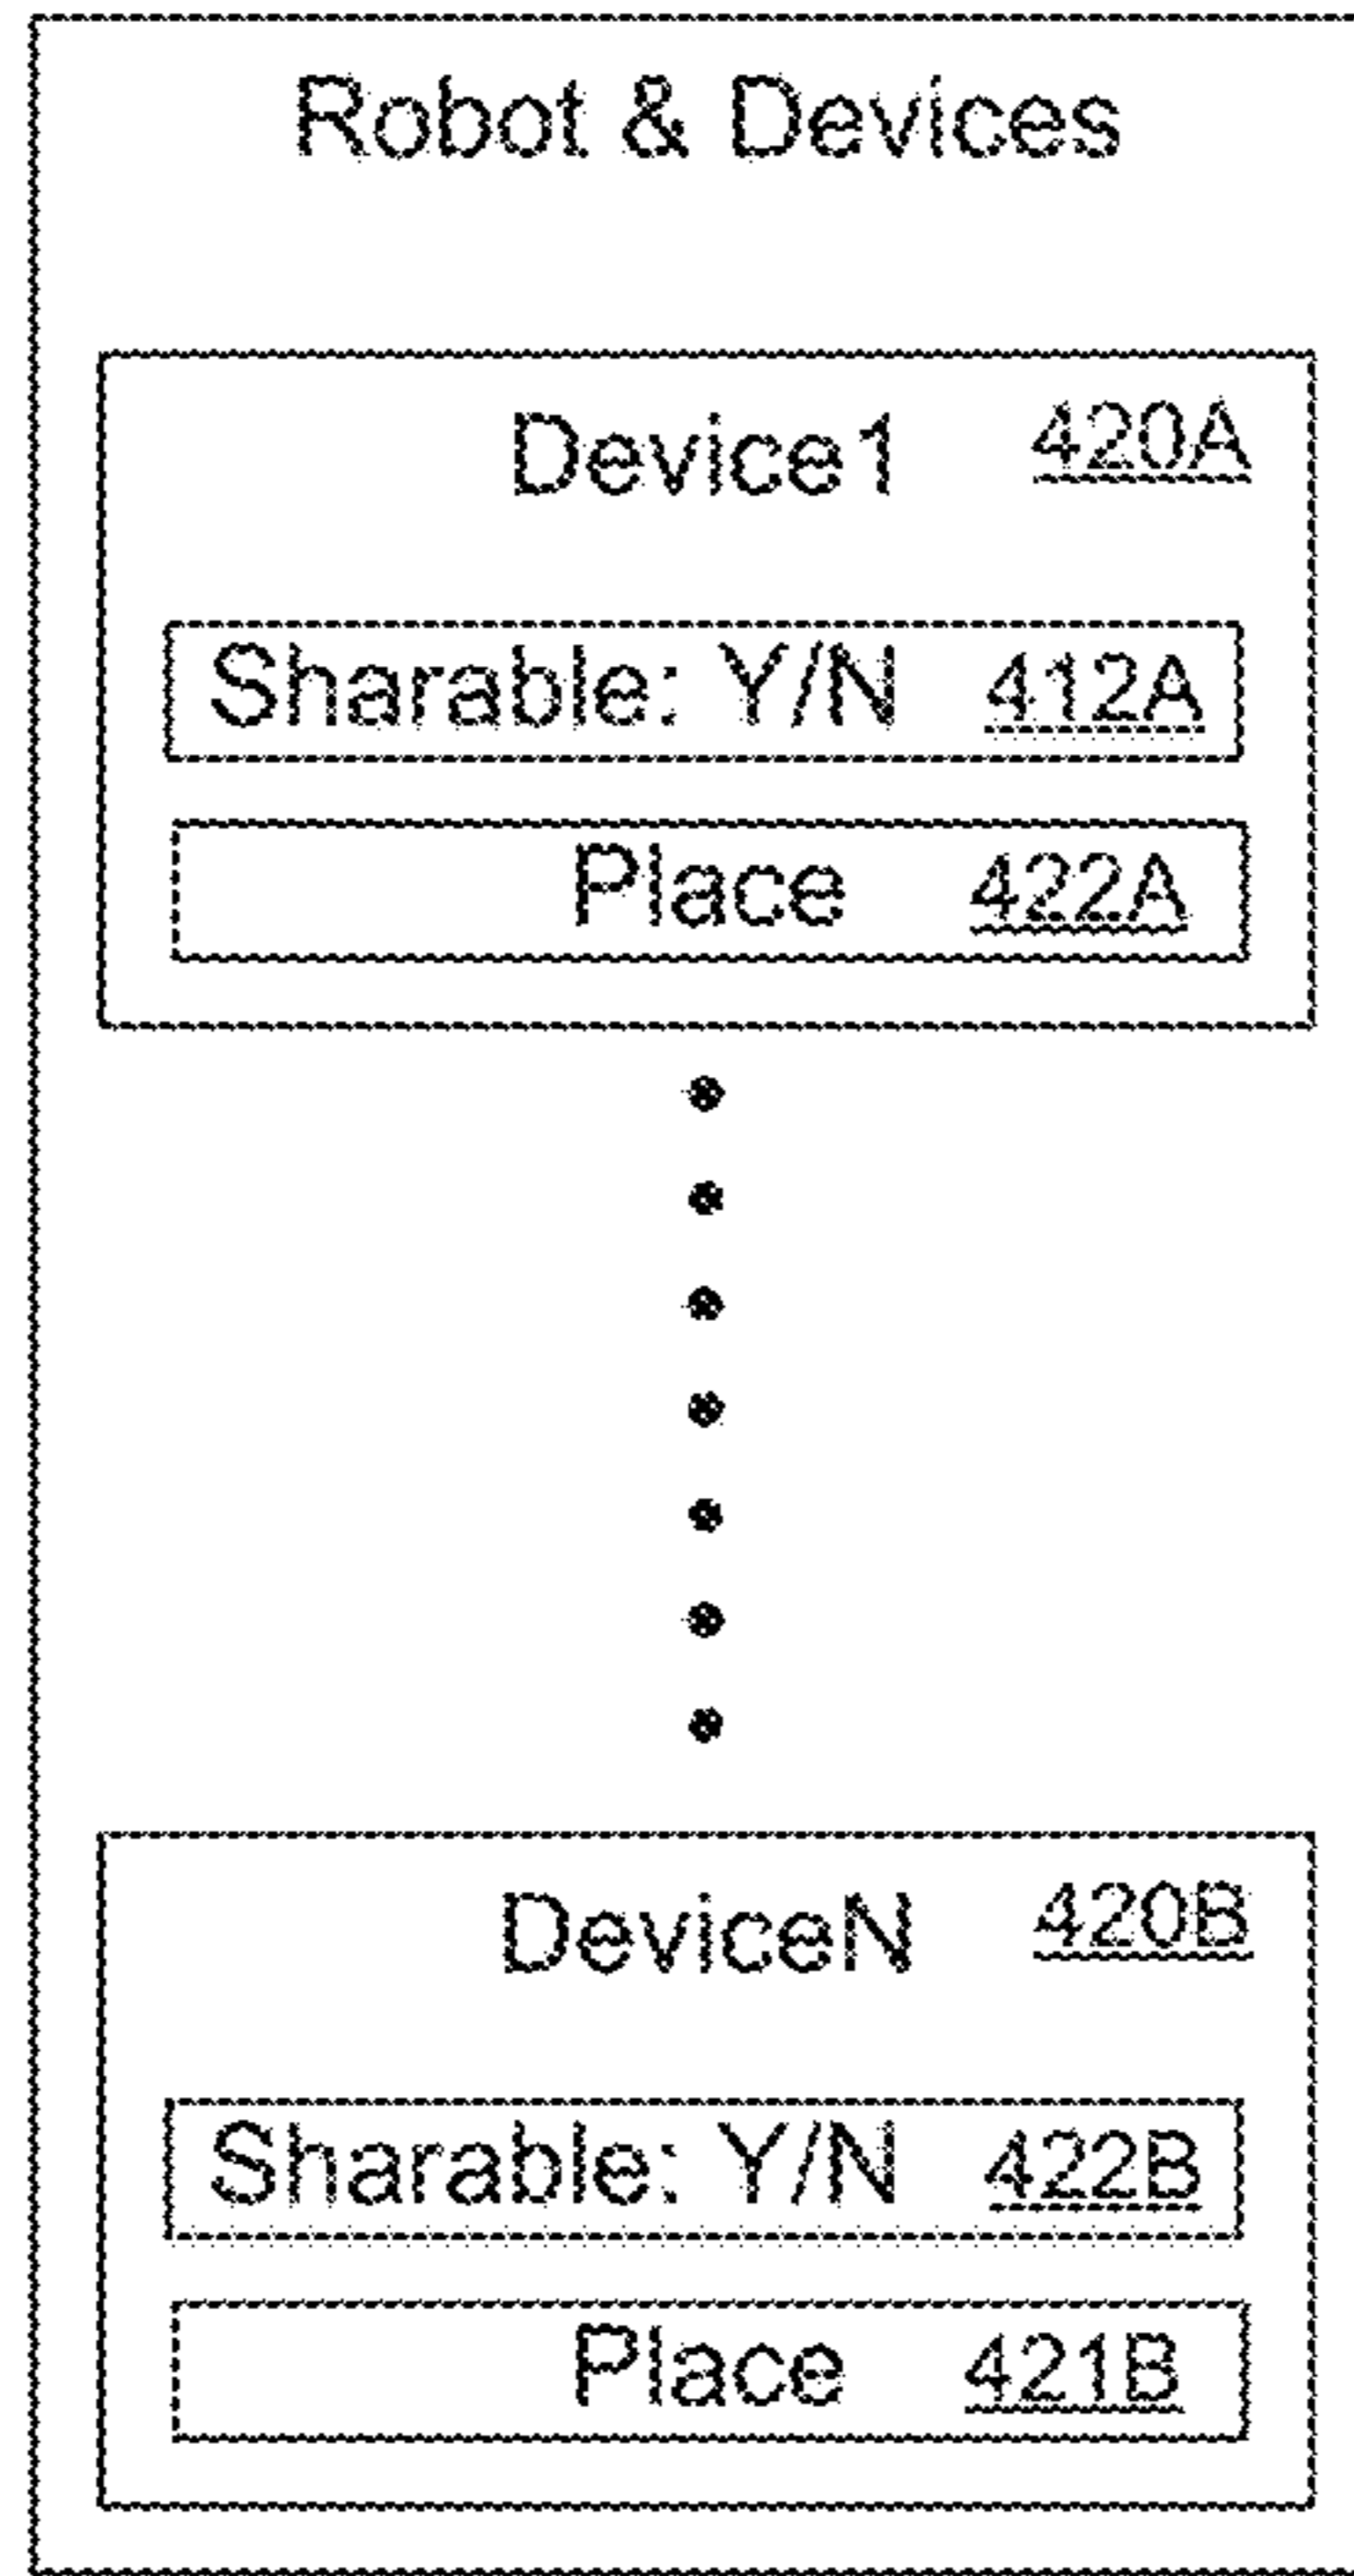 Robot & Devices
Device1 420A
Sharable: Y/N 412A
Place 422A
DeviceN 420B
Sharable: Y/N 422B
Place 421B